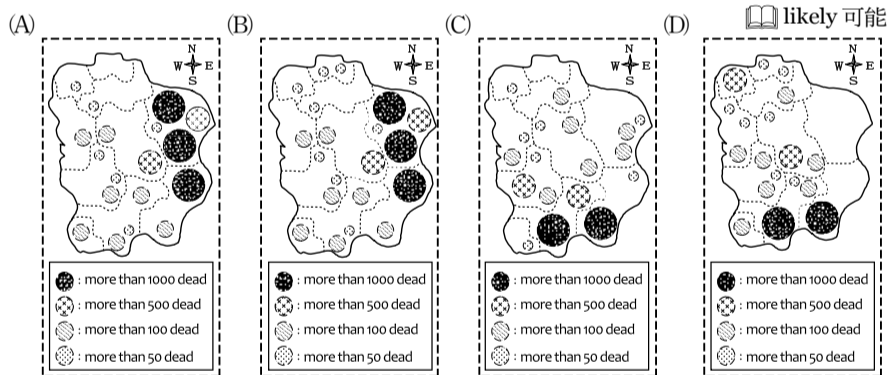 likely 可能
(A)
(B)
(C)
(D)
N
W E
S
N
W E
S
N
W E
S
N
W E
S
: more than 1000 dead
: more than 500 dead
: more than 100 dead
: more than 50 dead
: more than 1000 dead
: more than 500 dead
: more than 100 dead
: more than 50 dead
: more than 1000 dead
: more than 500 dead
: more than 100 dead
: more than 50 dead
: more than 1000 dead
: more than 500 dead
: more than 100 dead
: more than 50 dead